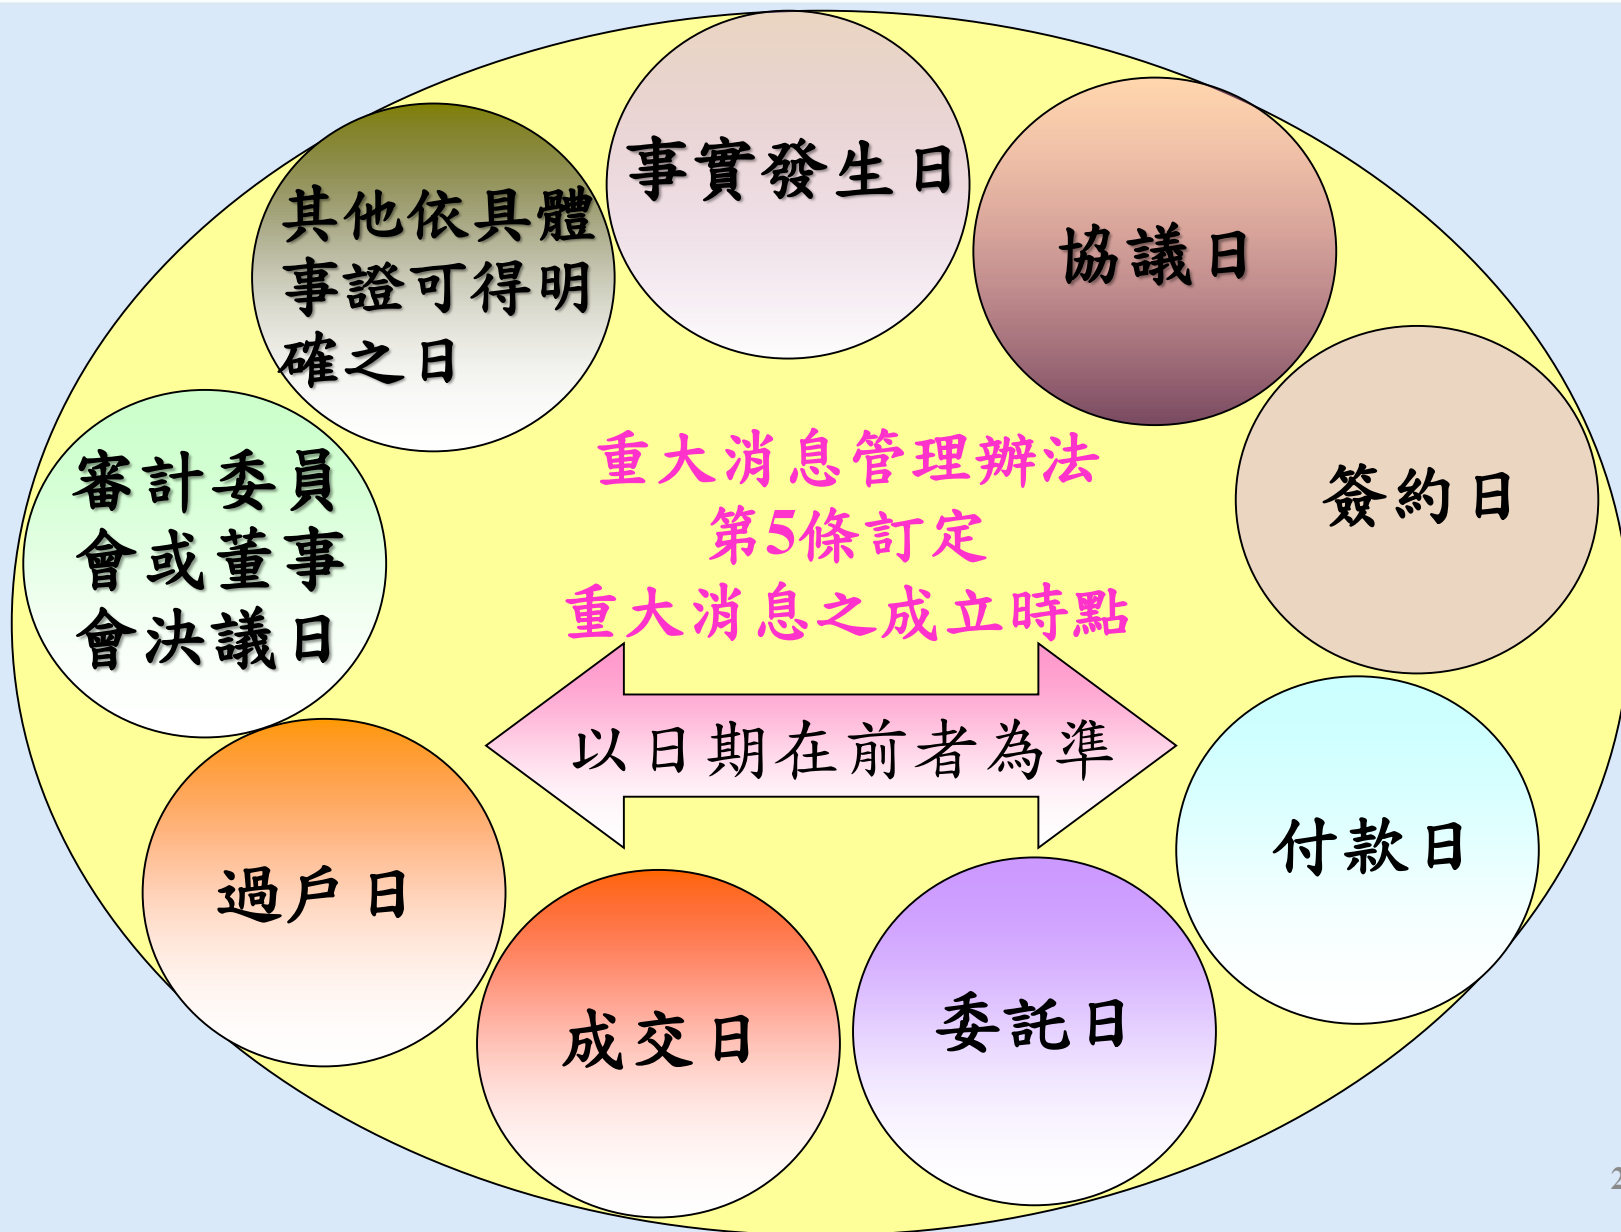 事實發生日
協議日
其他依具體
事證可得明
確之日
簽約日
重大消息管理辦法
第5條訂定
重大消息之成立時點
審計委員
會或董事
會決議日
以日期在前者為準
付款日
過戶日
委託日
成交日
2